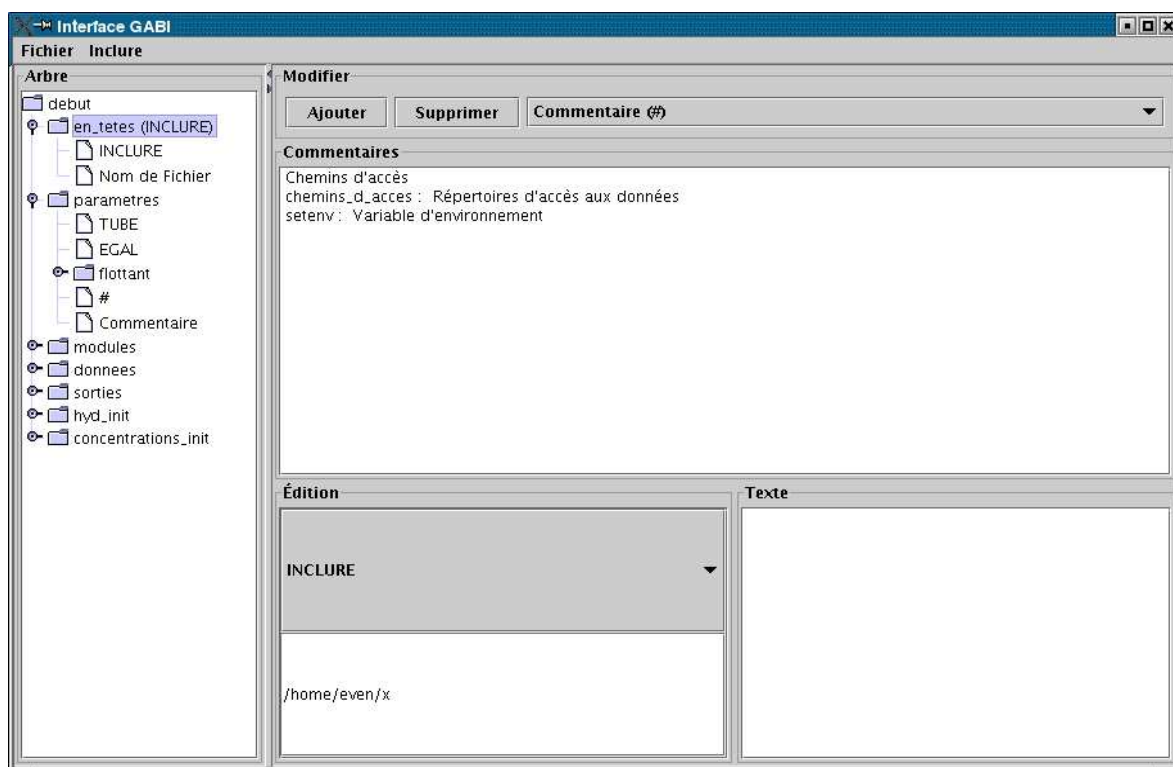 Interface GABI
Fichier Inclure
Arbre
debut
en_tetes (INCLURE)
INCLURE
Nom de Fichier
parametres
TUBE
EGAL
flottant
#
Commentaire
modules
donnees
sorties
hyd_init
concentrations_init
Modifier
Ajouter Supprimer Commentaire (#)
Commentaires
Chemins d'accès
chemins_d_acces : Répertoires d'accès aux données
setenv : Variable d'environnement
Édition
INCLURE
/home/even/x
Texte